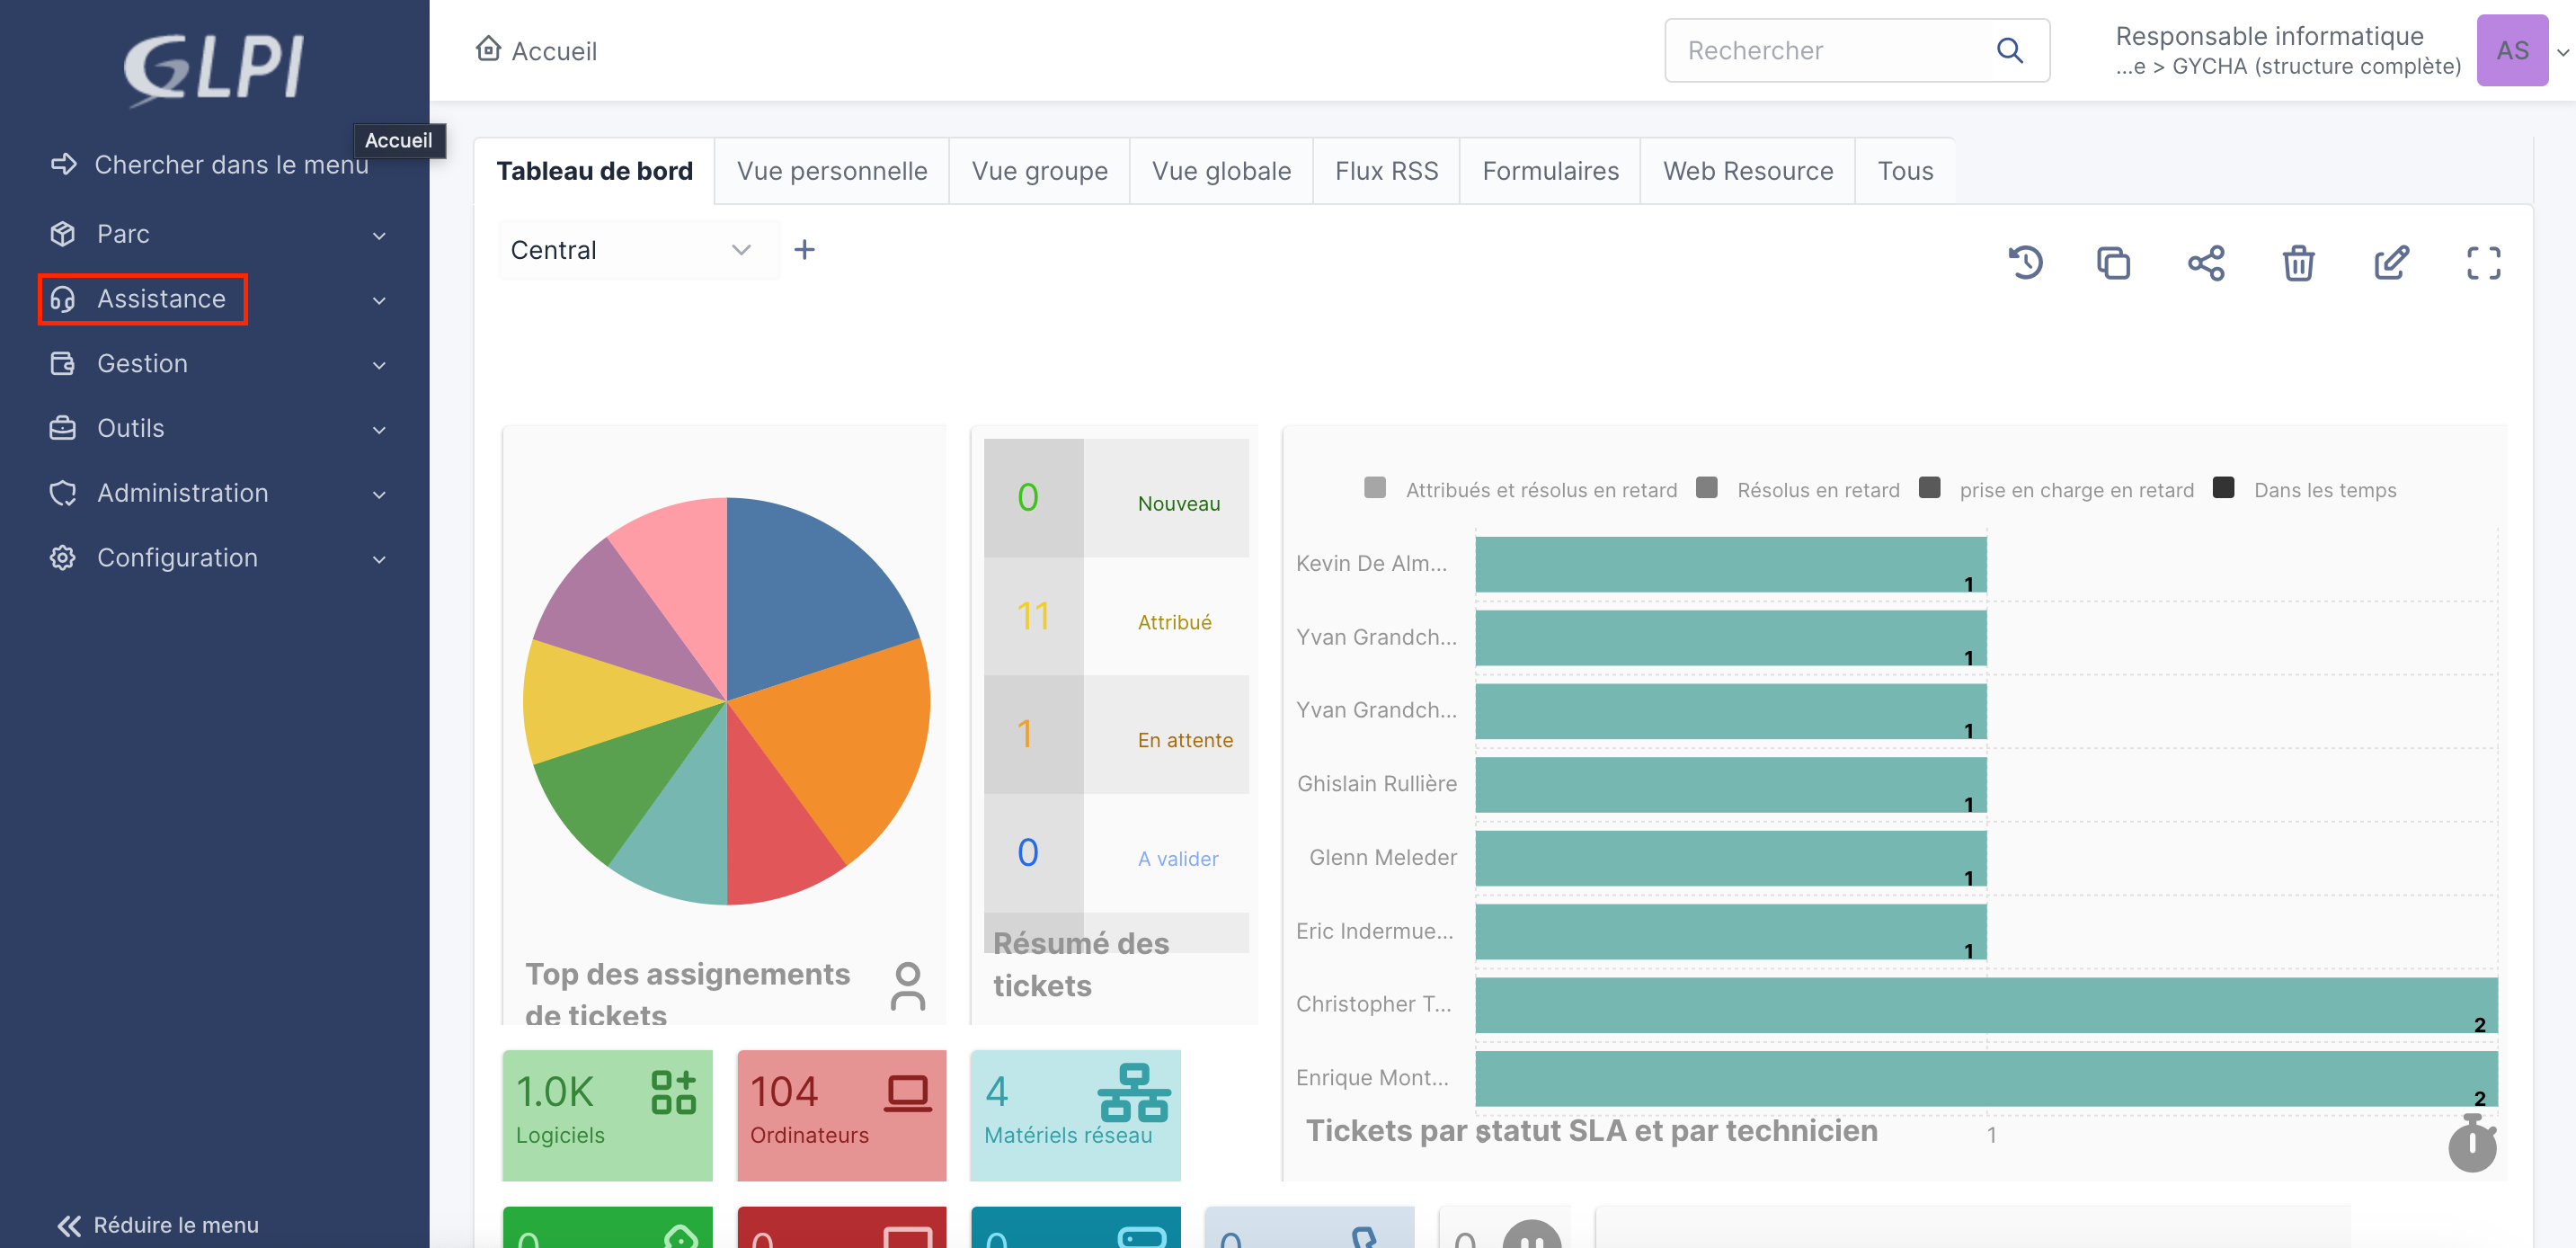 GLPI
Accueil
Rechercher
Responsable informatique
...e > GYCHA (structure complète)
AS
Accueil
Chercher dans le menu
Parc
Assistance
Gestion
Outils
Administration
Configuration
Réduire le menu
Tableau de bord
Vue personnelle
Vue groupe
Vue globale
Flux RSS
Formulaires
Web Resource
Tous
Central
Top des assignements
de tickets
0 Nouveau
11 Attribué
1 En attente
0 A valider
Résumé des
tickets
Attribués et résolus en retard
Résolus en retard
prise en charge en retard
Dans les temps
Kevin De Alm... 1
Yvan Grandch... 1
Yvan Grandch... 1
Ghislain Rullière 1
Glenn Meleder 1
Eric Indermue... 1
Christopher T... 2
Enrique Mont... 2
Tickets par statut SLA et par technicien
0
1
1.0K
Logiciels
104
Ordinateurs
4
Matériels réseau
0
0
0
0
0